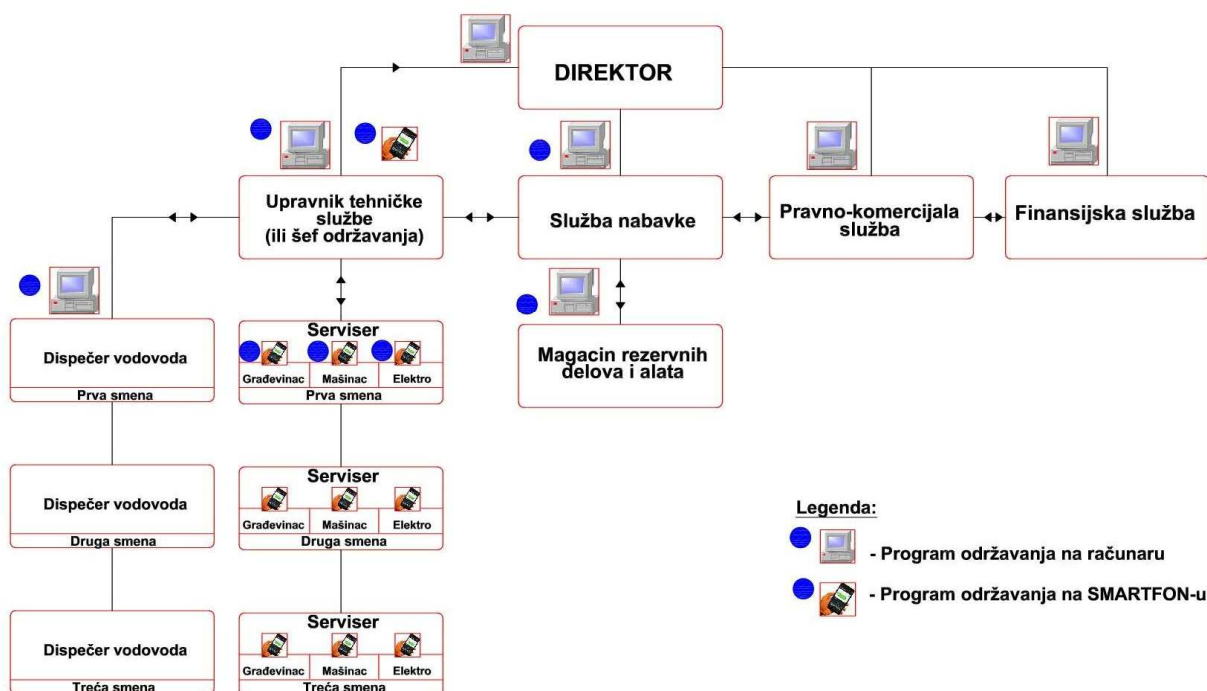 DIREKTOR
Upravnik tehničke
službe
(ili šef održavanja)
Služba nabavke
Pravno-komercijala
služba
Finansijska služba
Dispečer vodovoda
Prva smena
Serviser
Građevinac
Mašinac
Elektro
Prva smena
Magacin rezervnih
delova i alata
Dispečer vodovoda
Druga smena
Serviser
Građevinac
Mašinac
Elektro
Druga smena
Dispečer vodovoda
Treća smena
Serviser
Građevinac
Mašinac
Elektro
Treća smena
Legenda:
- Program održavanja na računaru
- Program održavanja na SMARTFON-u